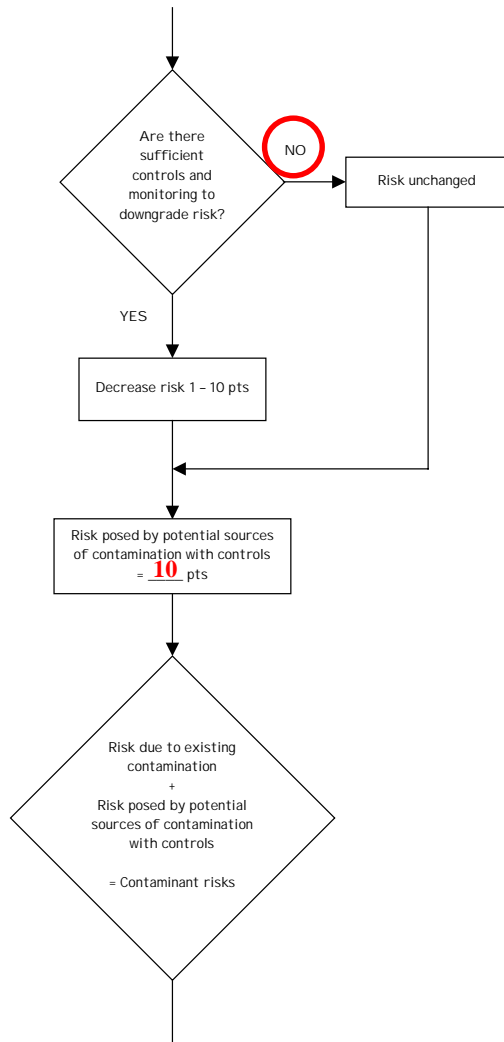 Are there
sufficient
controls and
monitoring to
downgrade risk?
NO
Risk unchanged
YES
Decrease risk 1 – 10 pts
Risk posed by potential sources
of contamination with controls
= 10 pts
Risk due to existing
contamination
+
Risk posed by potential
sources of contamination
with controls
= Contaminant risks